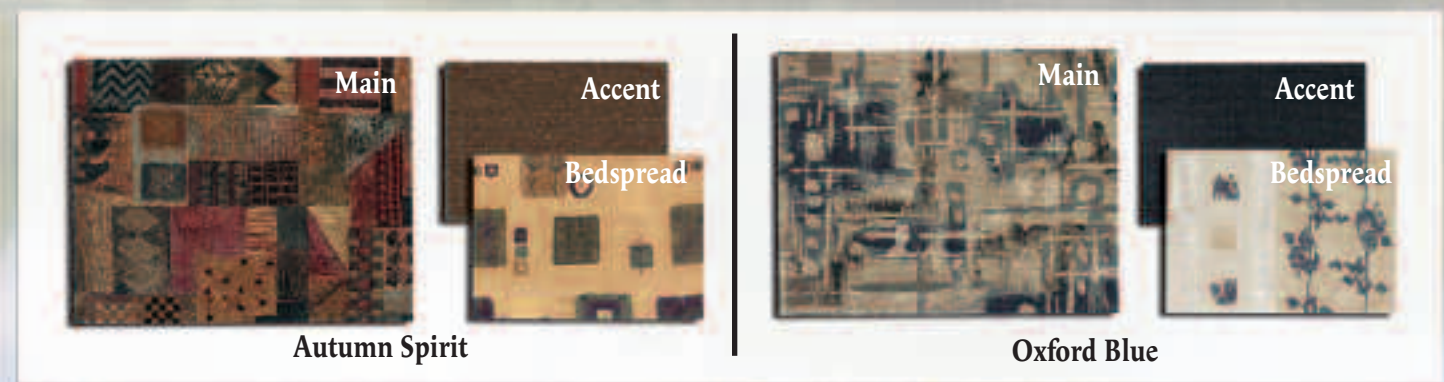 Main
Accent
Bedspread
Autumn Spirit
Main
Accent
Bedspread
Oxford Blue